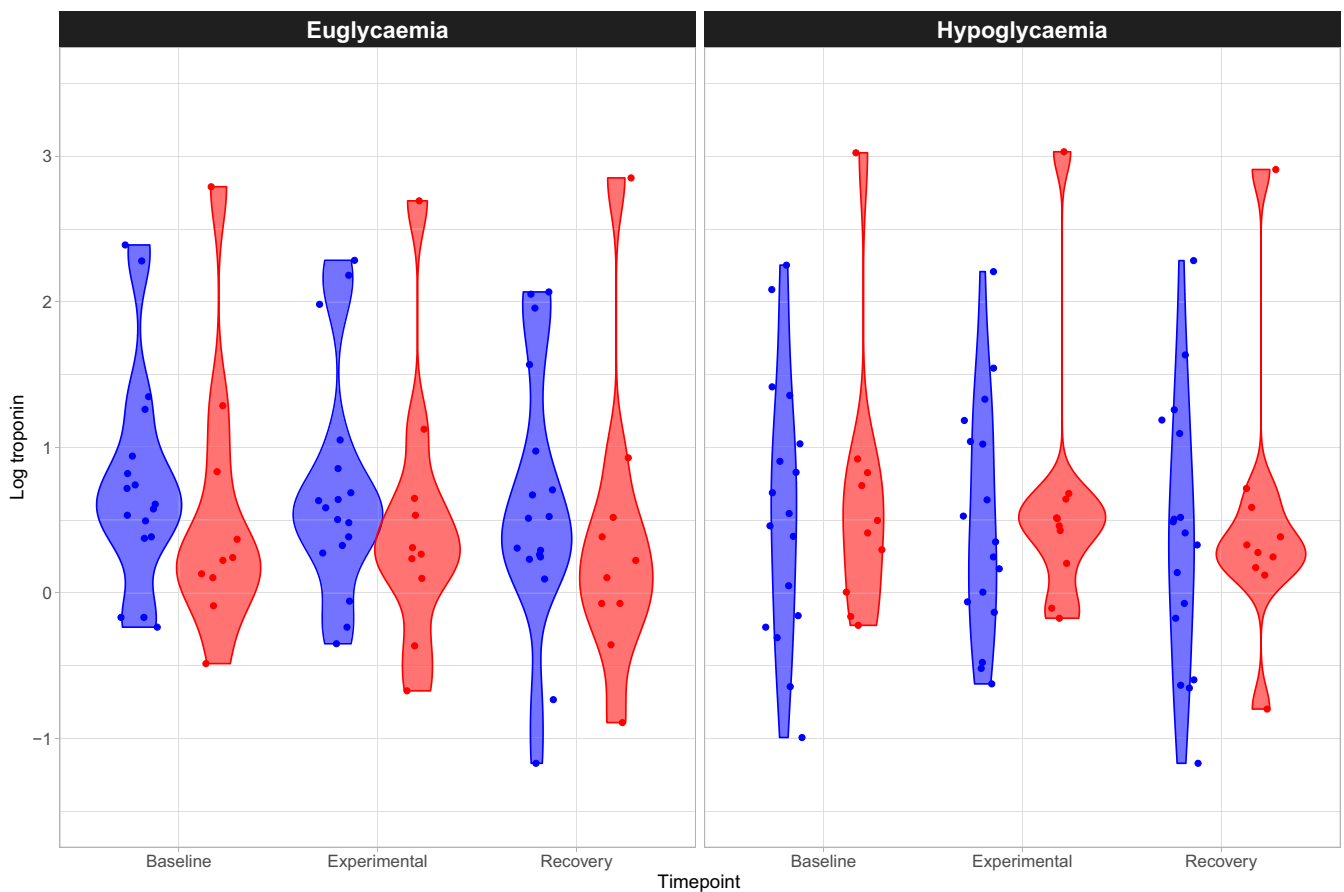 Euglycaemia
Hypoglycaemia
Log troponin
3
2
1
0
−1
Baseline
Experimental
Recovery
Baseline
Experimental
Recovery
Timepoint